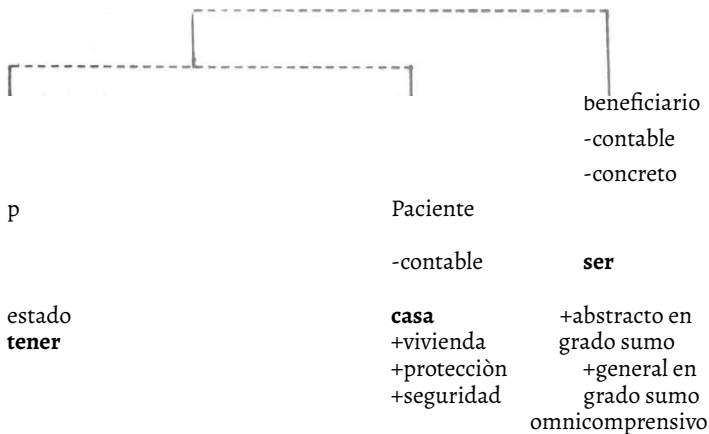 beneficiario
-contable
-concreto
p
Paciente
-contable
ser
estado
tener
casa
+vivienda
+protecciòn
+seguridad
+abstracto en
grado sumo
+general en
grado sumo
omnicomprensivo